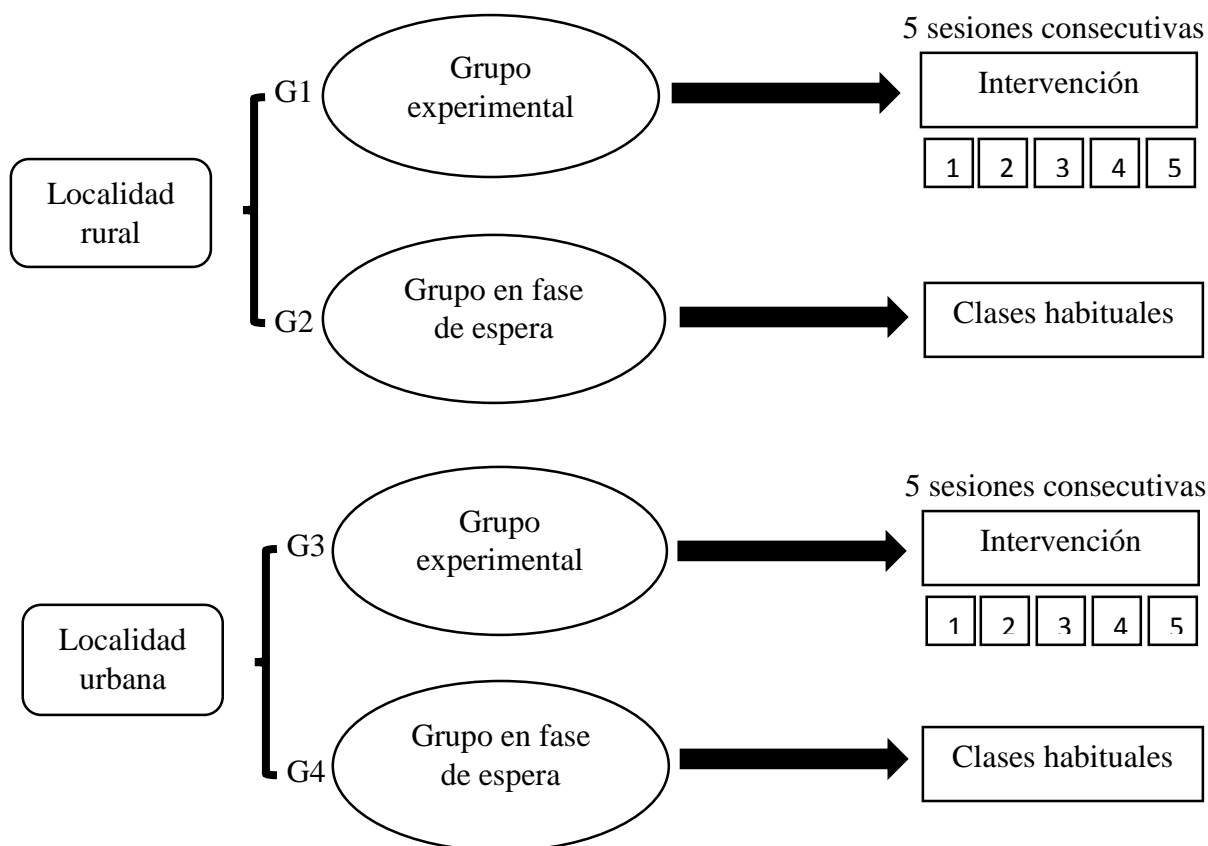 5 sesiones consecutivas
G1
Grupo
experimental
Intervención
1 2 3 4 5
Localidad
rural
G2
Grupo en fase
de espera
Clases habituales
5 sesiones consecutivas
G3
Grupo
experimental
Intervención
1 2 3 4 5
Localidad
urbana
G4
Grupo en fase
de espera
Clases habituales